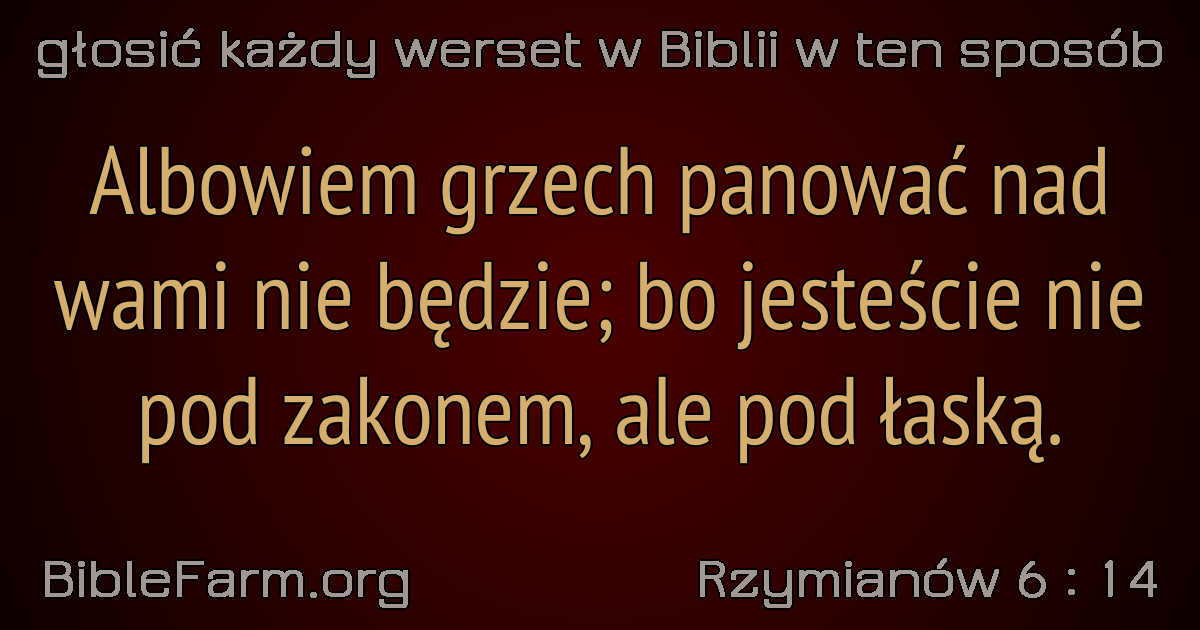 głosić każdy werset w Biblii w ten sposób
Albowiem grzech panować nad
wami nie będzie; bo jesteście nie
pod zakonem, ale pod łaską.
BibleFarm.org
Rzymianów 6 : 14